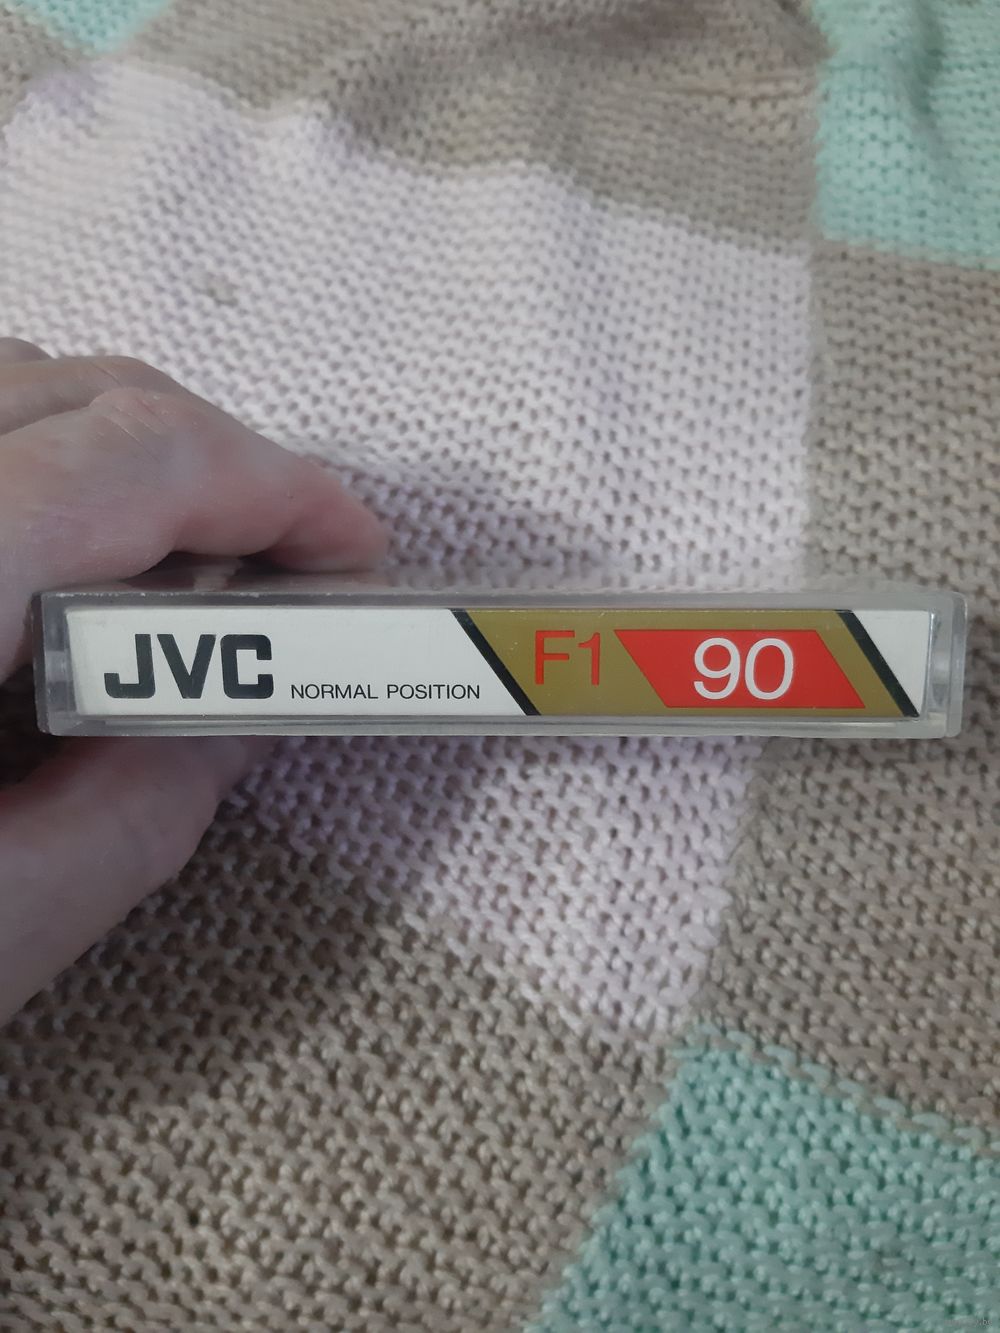 JVC NORMAL POSITION F1 90